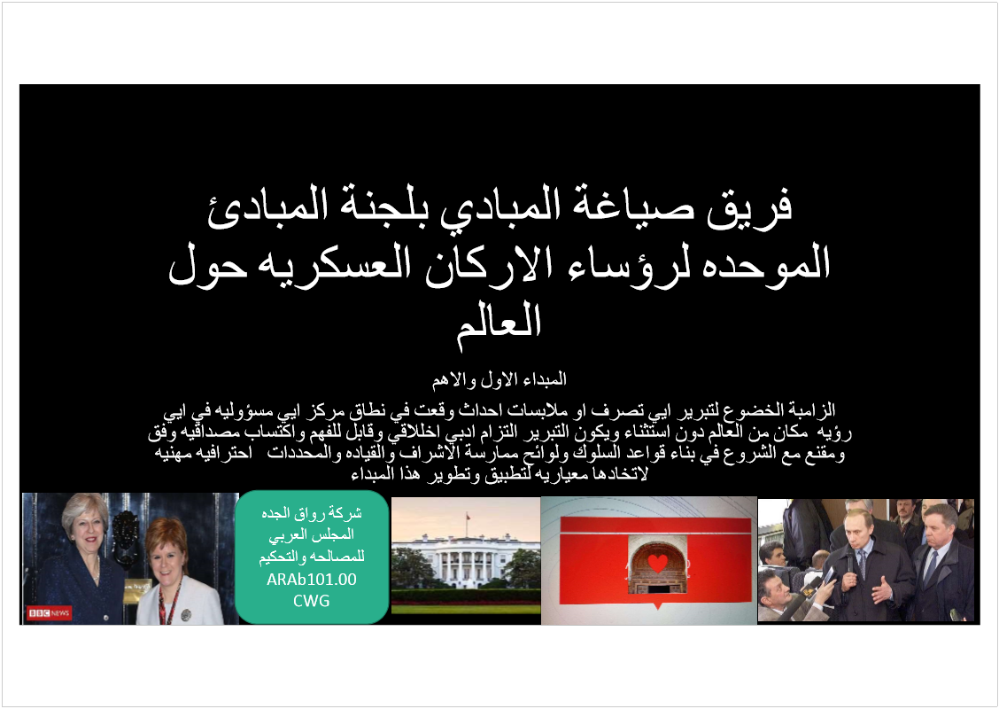 فريق صياغة المبادي بلجنة المبادئ
الموحده لرؤساء الاركان العسكريه حول
العالم
المبداء الاول والاهم
الزامية الخضوع لتبرير ايي تصرف او ملابسات احداث وقعت في نطاق مركز ايي مسؤوليه في ايي
رؤيه مكان من العالم دون استثناء ويكون التبرير التزام ادبي اخلاقي وقابل للفهم واكتساب مصداقيه وفق
ومقنع مع الشروع في بناء قواعد السلوك ولوائح ممارسة الاشراف والقياده والمحددات احترافيه مهنيه
لاتخادها معياريه لتطبيق وتطوير هذا المبداء
شركة رواق الجده
المجلس العربي
للمصالحه والتحكيم
ARAb101.00
CWG
BBC NEWS